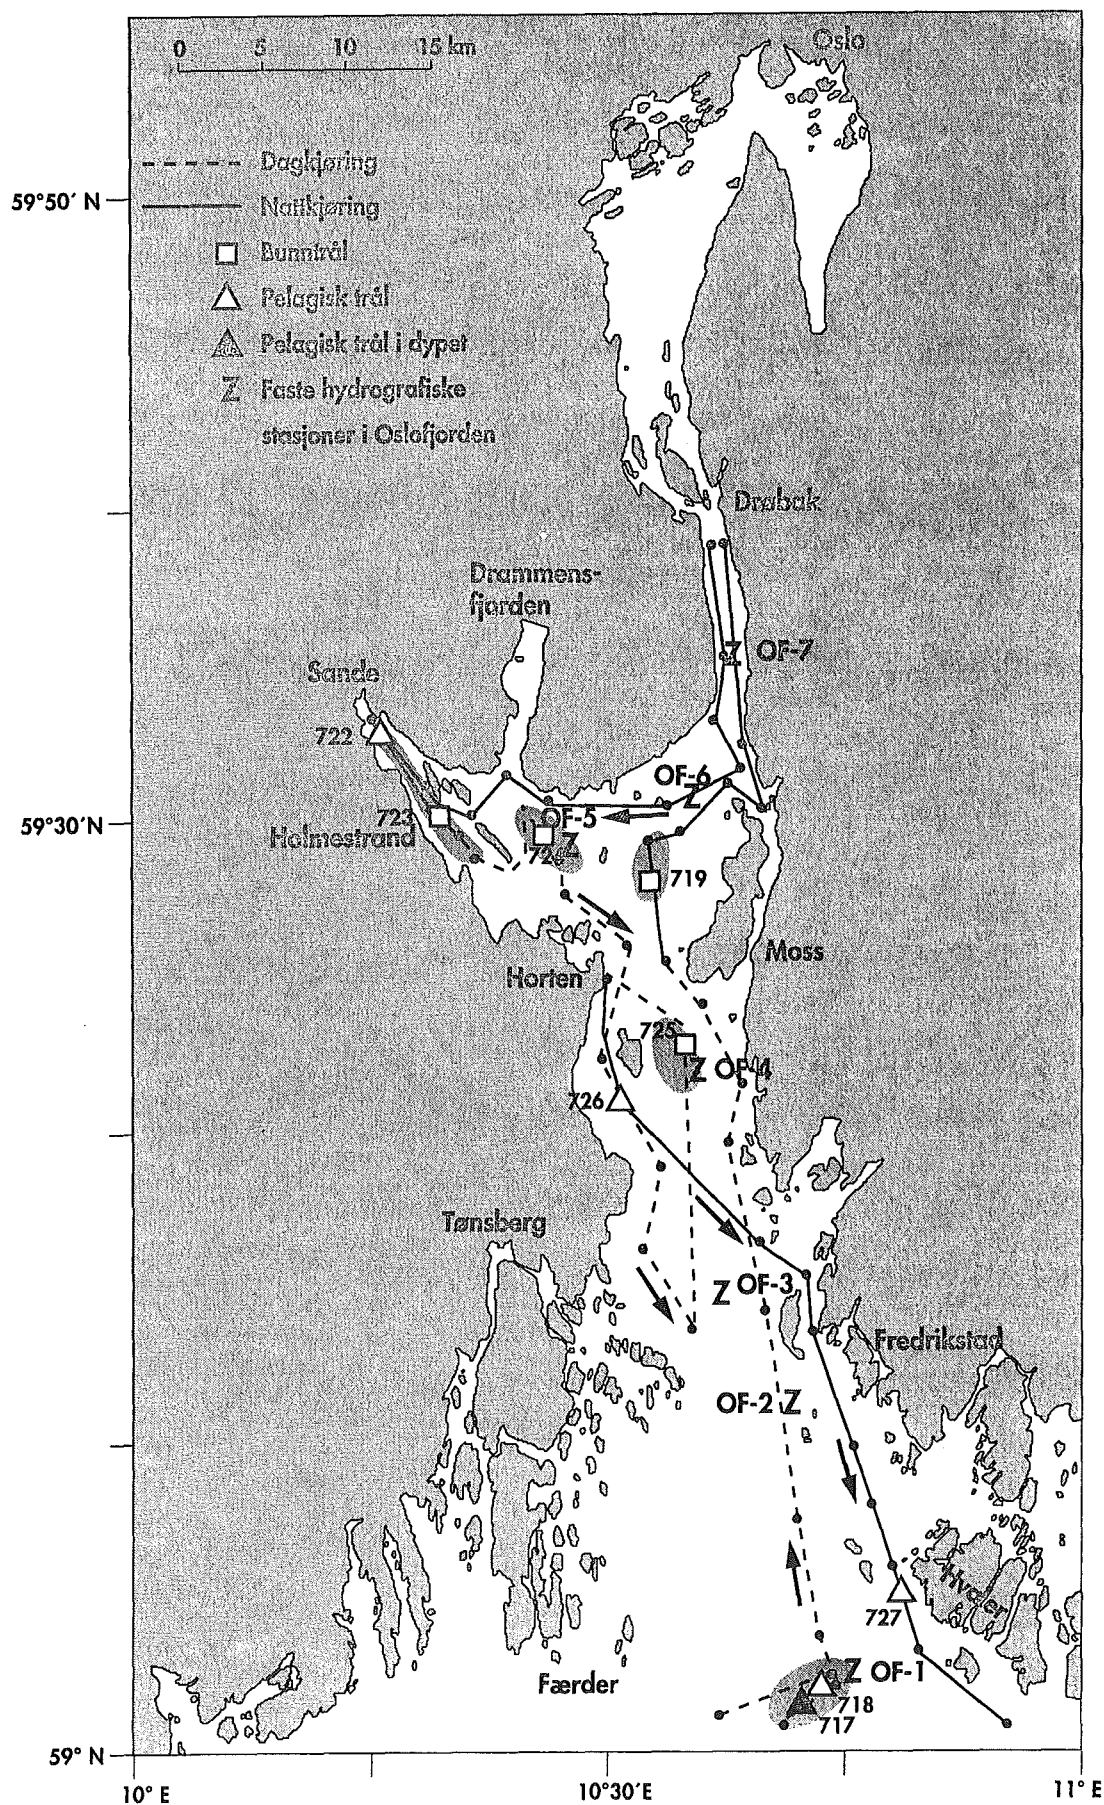 Oslo
0 5 10 15 km
Dagkjøring
59°50′ N
Nattkjøring
Bunntrål
Pelagisk trål
Pelagisk trål i dypet
Z Faste hydrografiske
stasjoner i Oslofjorden
Drøbak
Drammens-
fjorden
Z OF-7
Sande
722
OF-6
Z
723
OF-5
59°30′N
Holmestrand
724 Z
719
Moss
Horten
725
Z OF-4
726
Tønsberg
Z OF-3
Fredrikstad
OF-2 Z
Hvaler
727
Færder
Z OF-1
718
717
59° N
10° E
10°30′E
11° E